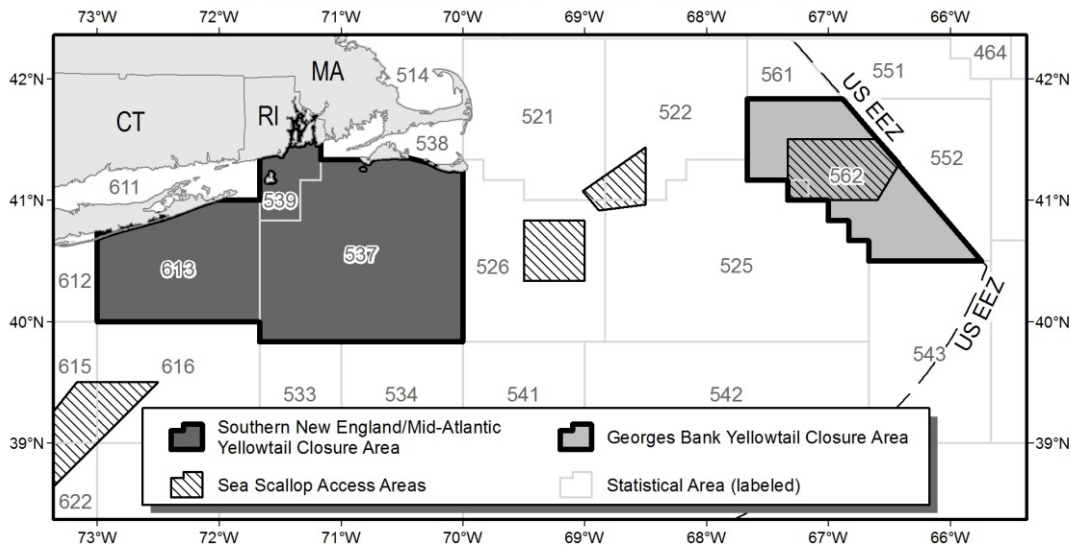 73°W 72°W 71°W 70°W 69°W 68°W 67°W 66°W
42°N MA 514 521 522 561 551 464 42°N
CT RI 538 US EEZ 552
611 539 562
41°N 41°N
612 613 537 526 525
40°N US EEZ 40°N
615 616 533 534 541 542 543
Southern New England/Mid-Atlantic
Yellowtail Closure Area
Georges Bank Yellowtail Closure Area
39°N 39°N
Sea Scallop Access Areas
Statistical Area (labeled)
622
73°W 72°W 71°W 70°W 69°W 68°W 67°W 66°W